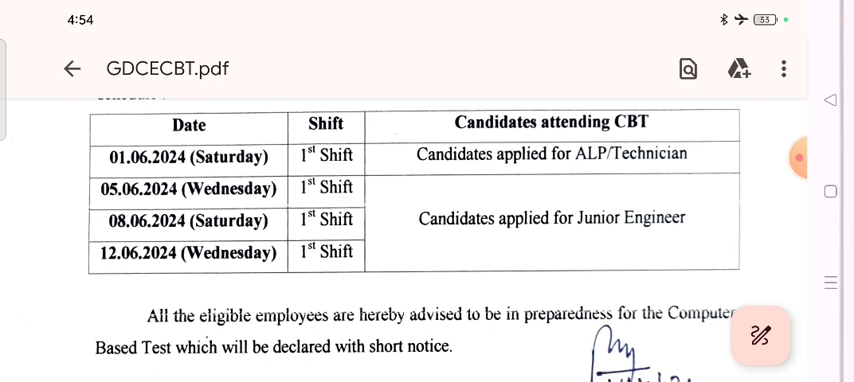 4:54
33
GDCECBT.pdf
Date Shift Candidates attending CBT
01.06.2024 (Saturday) 1st Shift Candidates applied for ALP/Technician
05.06.2024 (Wednesday) 1st Shift
08.06.2024 (Saturday) 1st Shift Candidates applied for Junior Engineer
12.06.2024 (Wednesday) 1st Shift
All the eligible employees are hereby advised to be in preparedness for the Computer
Based Test which will be declared with short notice.